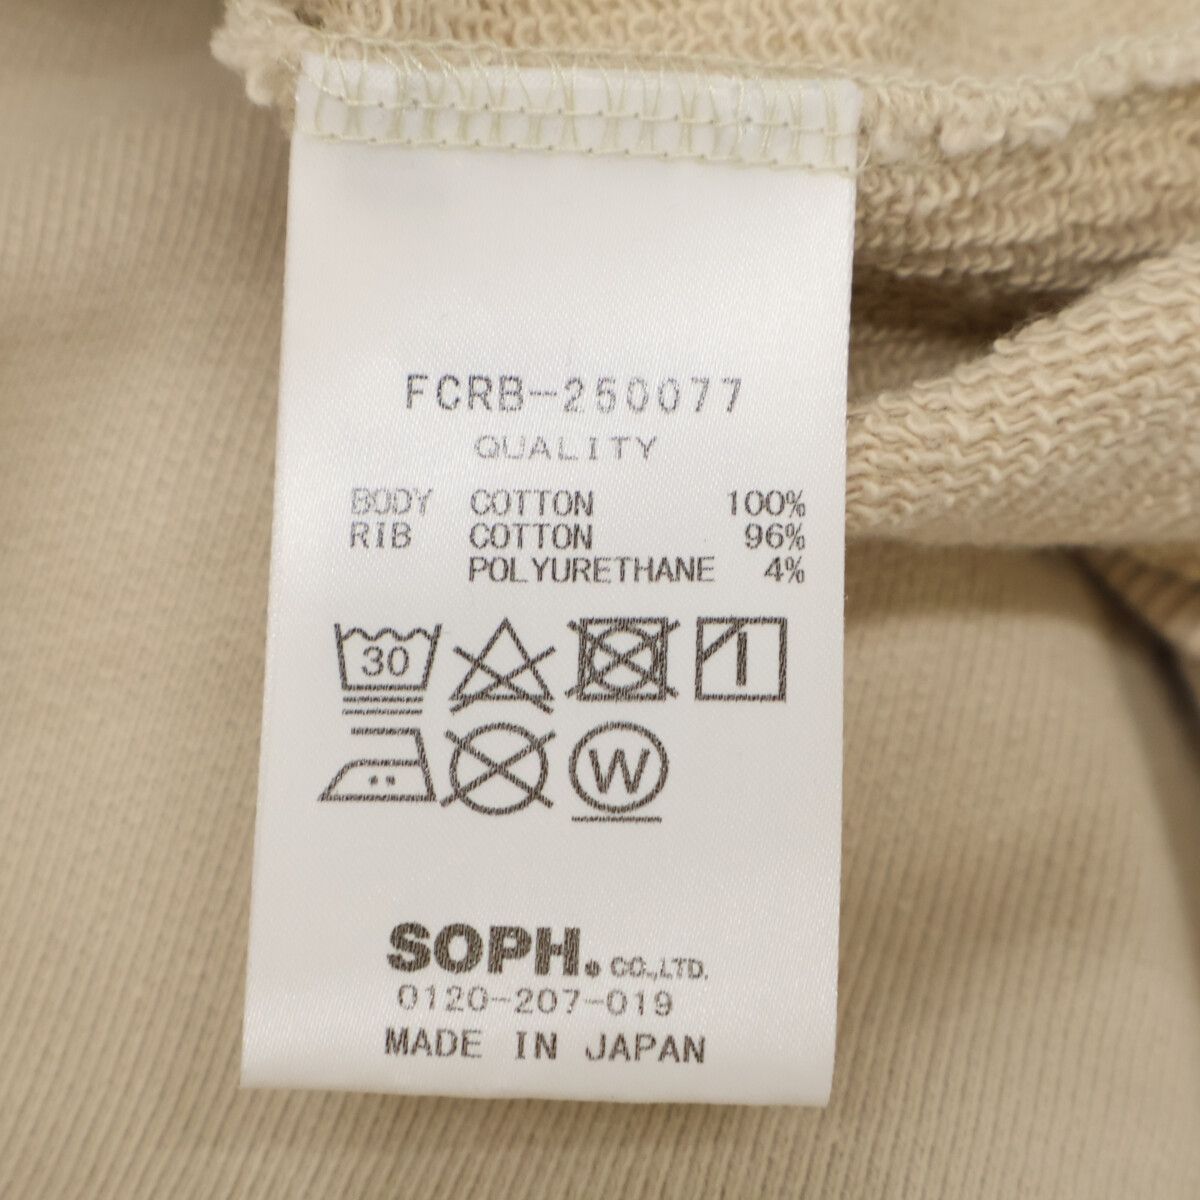 FCRB-250077
QUALITY
BODY COTTON 100%
RIB COTTON 96%
POLYURETHANE 4%
30
W
SOPH.® CO.,LTD.
0120-207-019
MADE IN JAPAN